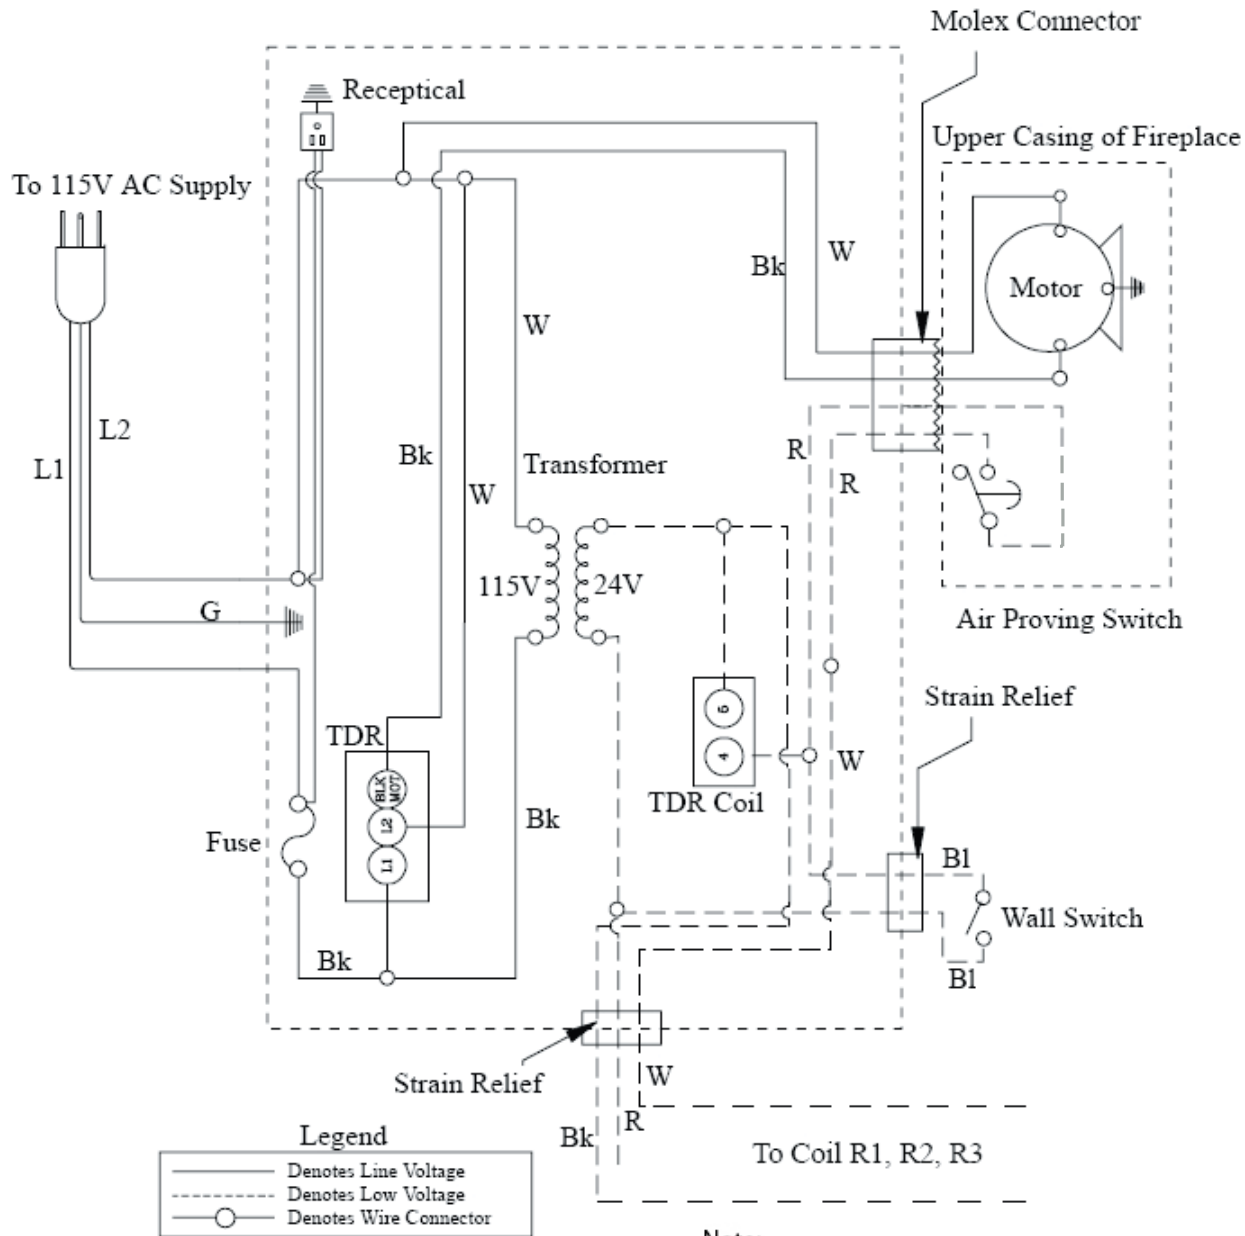 Molex Connector
Receptical
Upper Casing of Fireplace
To 115V AC Supply
W
Bk
Motor
W
L2
Bk
Transformer
R
L1
W
R
115V
24V
G
Air Proving Switch
Strain Relief
5
TDR
4
W
TDR Coil
BLK
MOT
Bk
Fuse
L2
Bl
L1
Wall Switch
Bk
Bl
Strain Relief
W
R
Bk
Legend
To Coil R1, R2, R3
Denotes Line Voltage
Denotes Low Voltage
Denotes Wire Connector